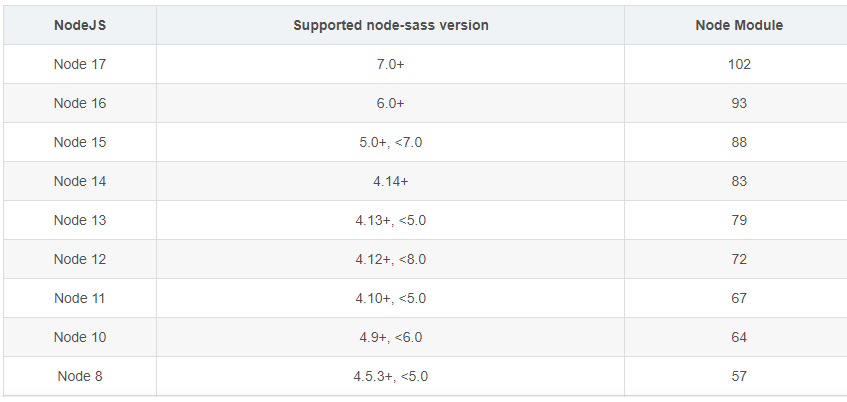 NodeJS Supported node-sass version Node Module
Node 17 7.0+ 102
Node 16 6.0+ 93
Node 15 5.0+, <7.0 88
Node 14 4.14+ 83
Node 13 4.13+, <5.0 79
Node 12 4.12+, <8.0 72
Node 11 4.10+, <5.0 67
Node 10 4.9+, <6.0 64
Node 8 4.5.3+, <5.0 57